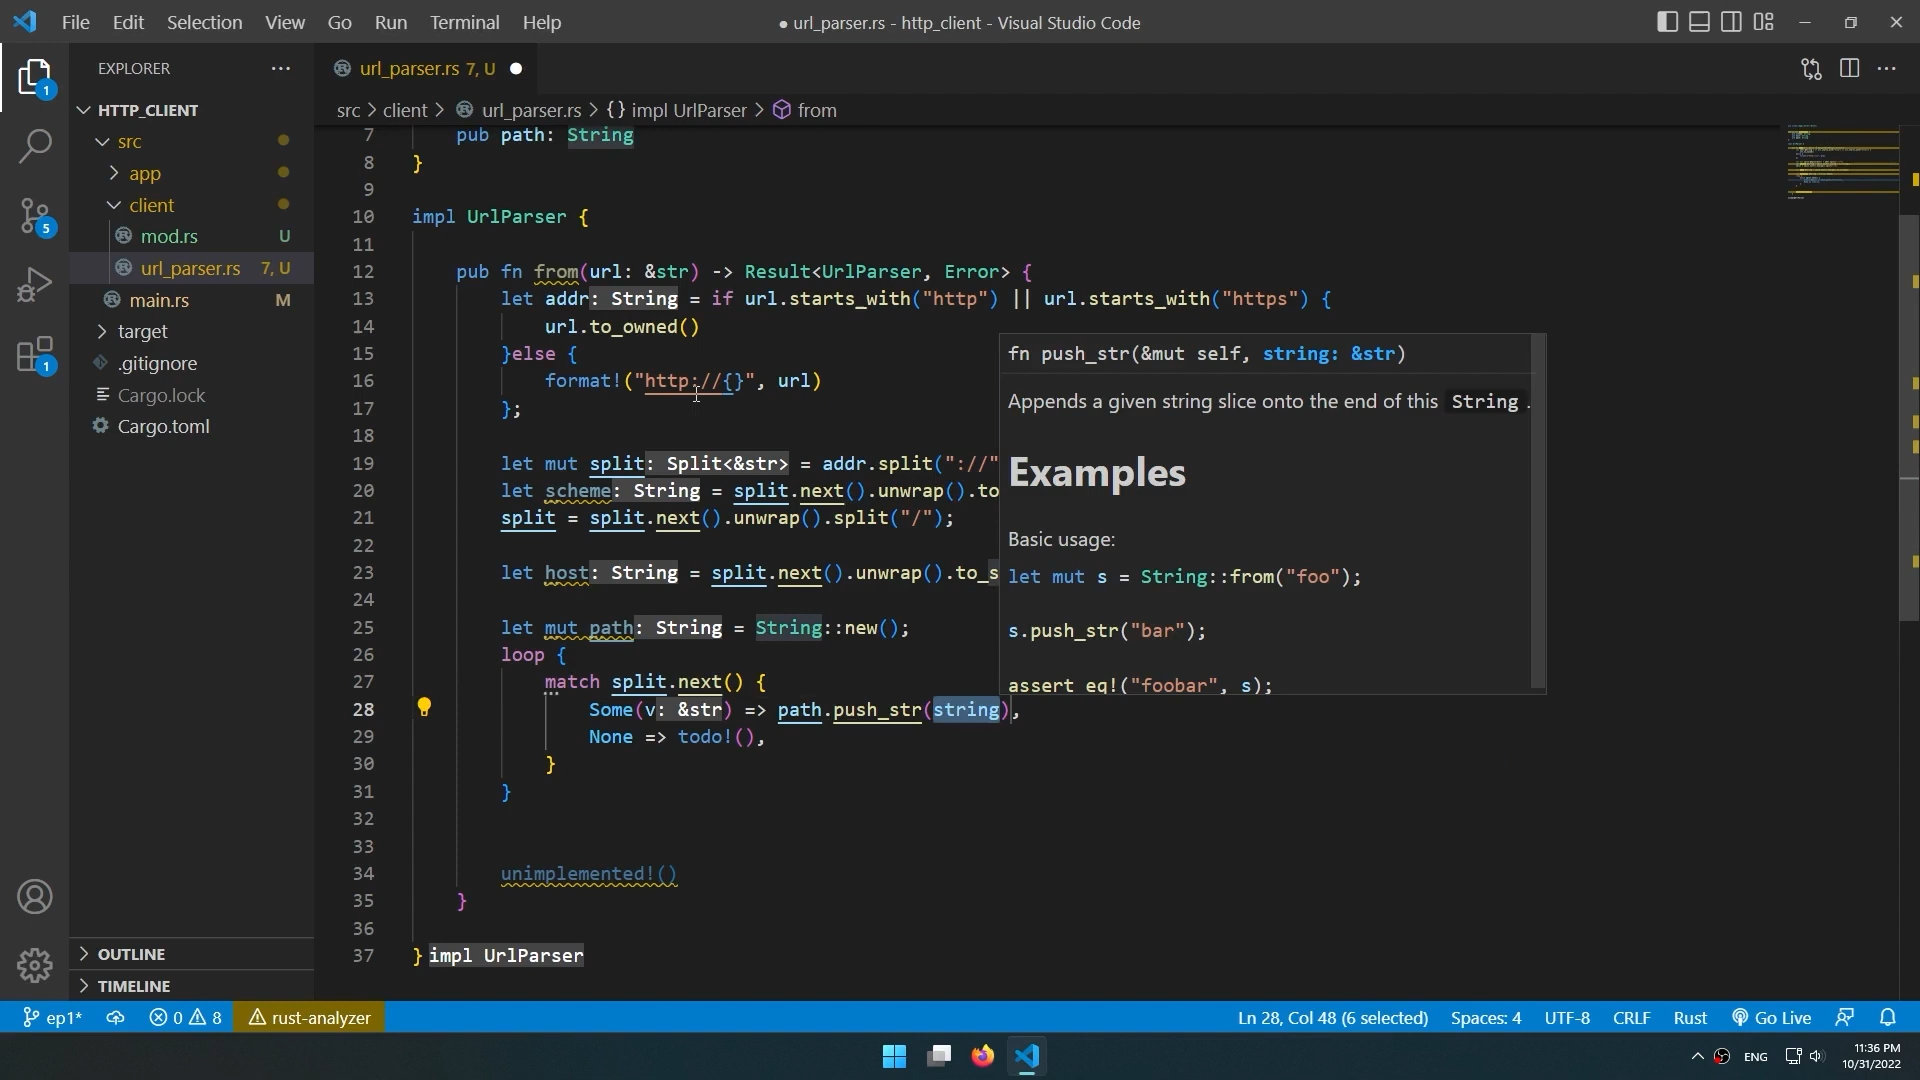 File Edit Selection View Go Run Terminal Help
● url_parser.rs - http_client - Visual Studio Code
EXPLORER
HTTP_CLIENT
src
app
client
mod.rs U
url_parser.rs 7, U
main.rs M
target
.gitignore
Cargo.lock
Cargo.toml
OUTLINE
TIMELINE
1
5
1
url_parser.rs 7, U
src > client > url_parser.rs > {} impl UrlParser > from
7 pub path: String
8 }
9
10 impl UrlParser {
11
12 pub fn from(url: &str) -> Result<UrlParser, Error> {
13 let addr: String = if url.starts_with("http") || url.starts_with("https") {
14 url.to_owned()
15 }else {
16 format!("http://{}", url)
17 };
18
19 let mut split: Split<&str> = addr.split("://"
20 let scheme: String = split.next().unwrap().to
21 split = split.next().unwrap().split("/");
22
23 let host: String = split.next().unwrap().to_s
24
25 let mut path: String = String::new();
26 loop {
27 match split.next() {
28 Some(v: &str) => path.push_str(string),
29 None => todo!(),
30 }
31 }
32
33
34 unimplemented!()
35 }
36
37 } impl UrlParser
fn push_str(&mut self, string: &str)
Appends a given string slice onto the end of this String .
Examples
Basic usage:
let mut s = String::from("foo");
s.push_str("bar");
assert_eq!("foobar", s);
ep1* 0 8 rust-analyzer
Ln 28, Col 48 (6 selected) Spaces: 4 UTF-8 CRLF Rust Go Live
ENG
11:36 PM
10/31/2022